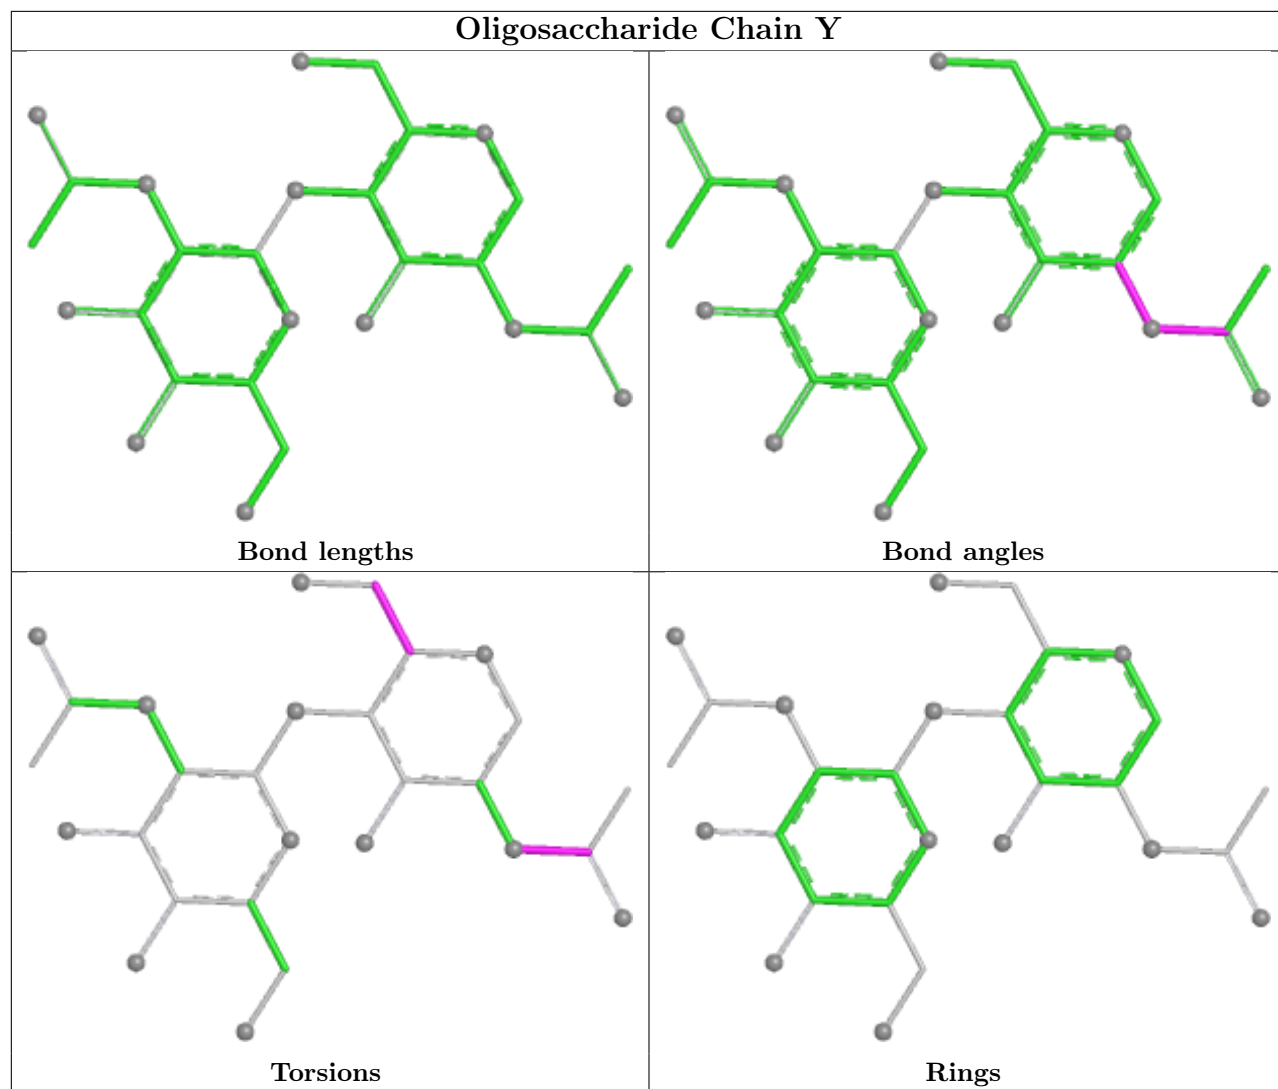 Oligosaccharide Chain Y
Bond lengths
Bond angles
Torsions
Rings